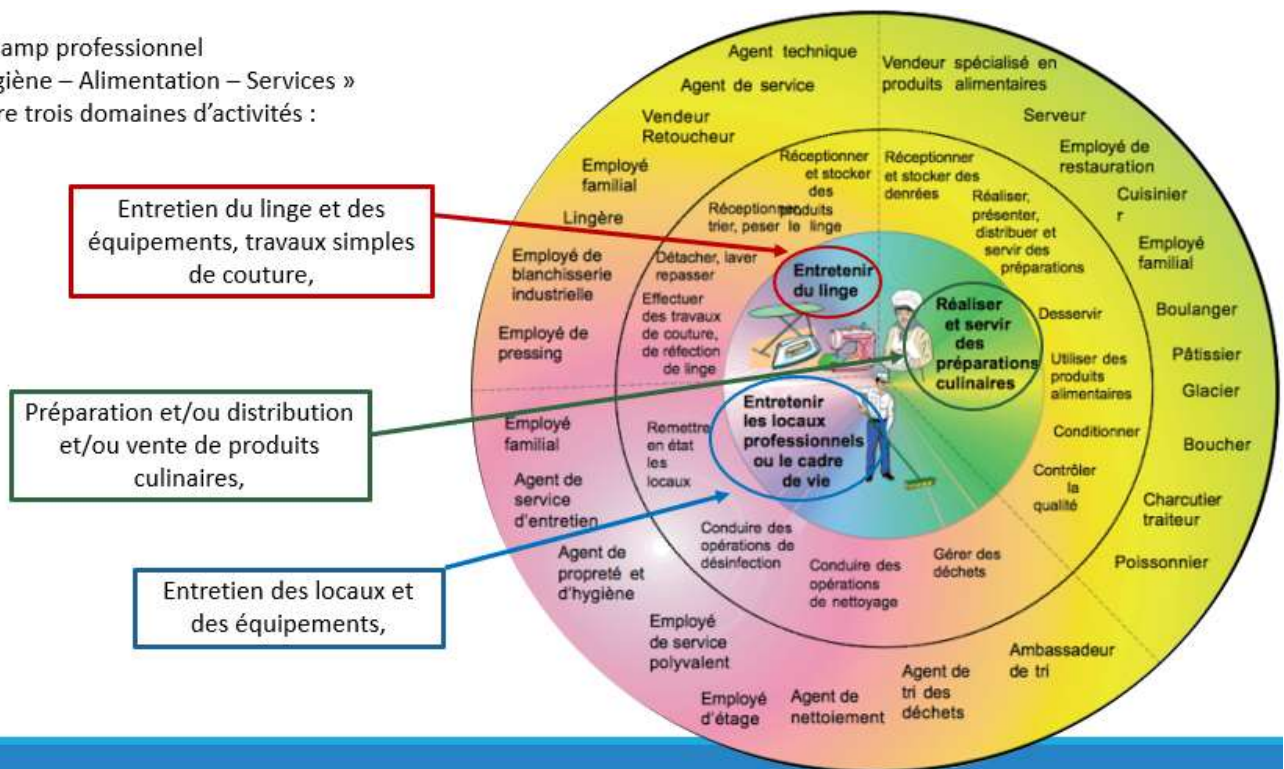 amp professionnel
giène – Alimentation – Services »
re trois domaines d'activités :
Entretien du linge et des
équipements, travaux simples
de couture,
Préparation et/ou distribution
et/ou vente de produits
culinaires,
Entretien des locaux et
des équipements,
Agent technique
Agent de service
Vendeur
Retoucheur
Employé
familial
Lingère
Employé de
blanchisserie
industrielle
Employé de
pressing
Vendeur spécialisé en
produits alimentaires
Serveur
Employé de
restauration
Cuisinier
r
Employé
familial
Boulanger
Pâtissier
Glacier
Boucher
Charcutier
traiteur
Poissonnier
Réceptionner
et stocker
des
produits
Réceptionner,
trier, peser le linge
Détacher, laver
repasser
Effectuer
des travaux
de couture,
de réfection
de linge
Réceptionner
et stocker des
denrées
Réaliser,
présenter,
distribuer et
servir des
préparations
Desservir
Utiliser des
produits
alimentaires
Conditionner
Contrôler
la
qualité
Entretenir
du linge
Réaliser
et servir
des
préparations
culinaires
Entretenir
les locaux
professionnels
ou le cadre
de vie
Remettre
en état
les
locaux
Conduire des
opérations de
désinfection
Conduire des
opérations
de nettoyage
Gérer des
déchets
Employé
familial
Agent de
service
d'entretien
Agent de
propreté et
d'hygiène
Employé
de service
polyvalent
Employé
d'étage
Agent de
nettoiement
Agent de
tri des
déchets
Ambassadeur
de tri